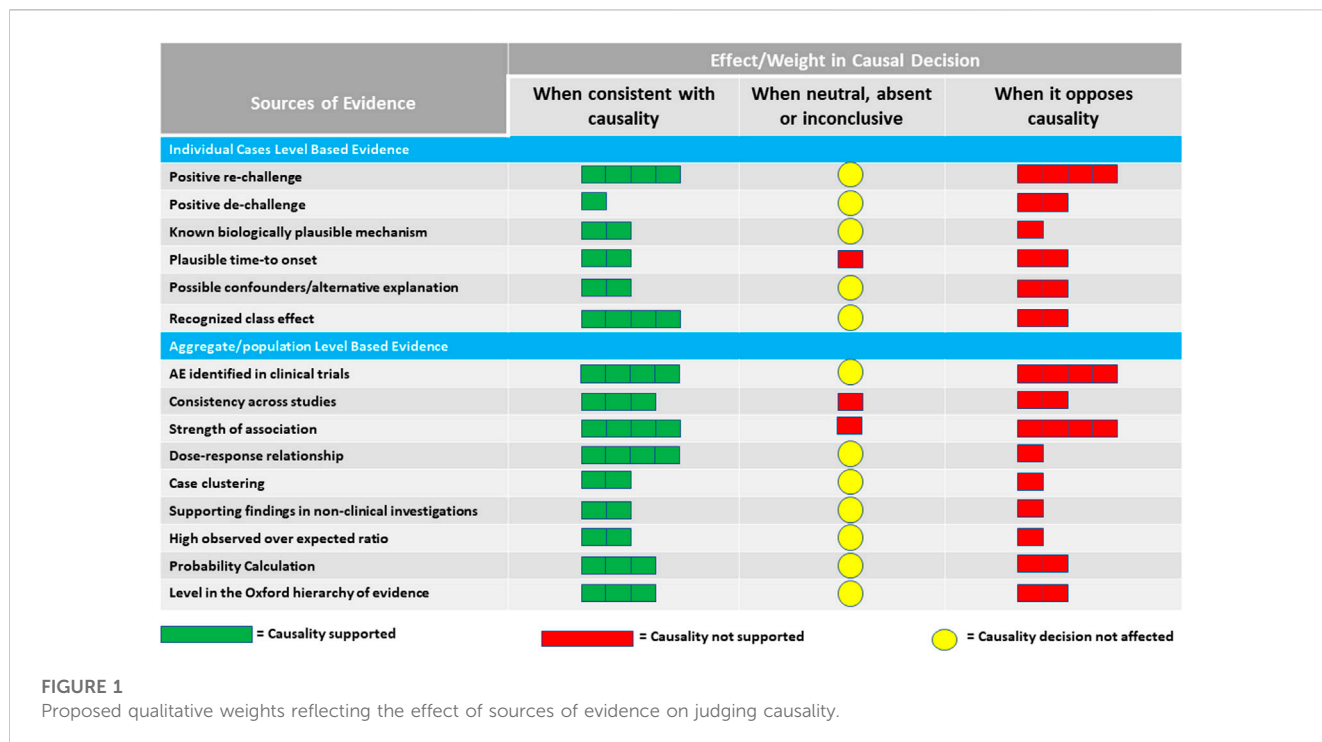 Sources of Evidence
Effect/Weight in Causal Decision
When consistent with
causality
When neutral, absent
or inconclusive
When it opposes
causality
Individual Cases Level Based Evidence
Positive re-challenge
Positive de-challenge
Known biologically plausible mechanism
Plausible time-to onset
Possible confounders/alternative explanation
Recognized class effect
Aggregate/population Level Based Evidence
AE identified in clinical trials
Consistency across studies
Strength of association
Dose-response relationship
Case clustering
Supporting findings in non-clinical investigations
High observed over expected ratio
Probability Calculation
Level in the Oxford hierarchy of evidence
= Causality supported
= Causality not supported
= Causality decision not affected
FIGURE 1
Proposed qualitative weights reflecting the effect of sources of evidence on judging causality.